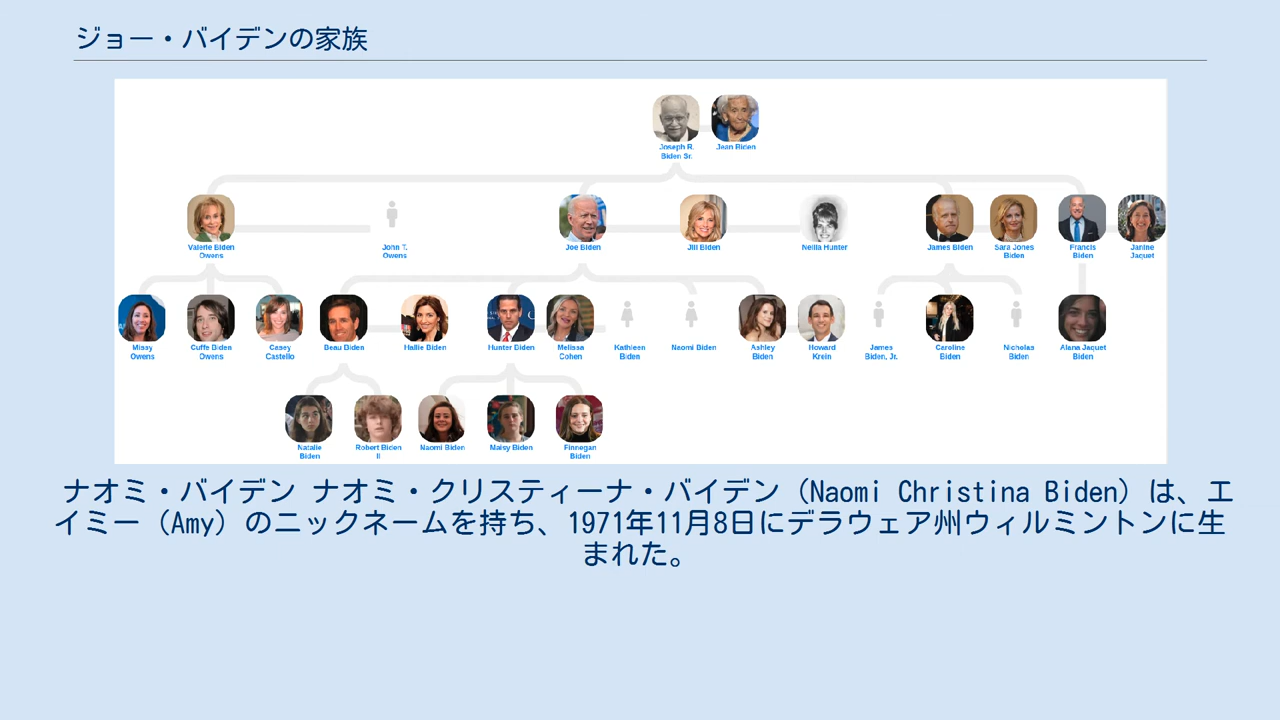 ジョー・バイデンの家族
Joseph R.
Biden Sr.
Jean Biden
Valerie Biden
Owens
John T.
Owens
Joe Biden
Jill Biden
Neilia Hunter
James Biden
Sara Jones
Biden
Francis
Biden
Janine
Jaquet
Missy
Owens
Cuffe Biden
Owens
Casey
Castello
Beau Biden
Hallie Biden
Hunter Biden
Melissa
Cohen
Kathleen
Biden
Naomi Biden
Ashley
Biden
Howard
Krein
James
Biden, Jr.
Caroline
Biden
Nicholas
Biden
Alana Jaquet
Biden
Natalie
Biden
Robert Biden
II
Naomi Biden
Maisy Biden
Finnegan
Biden
ナオミ・バイデン ナオミ・クリスティーナ・バイデン（Naomi Christina Biden）は、エ
イミー（Amy）のニックネームを持ち、1971年11月8日にデラウェア州ウィルミントンに生
まれた。